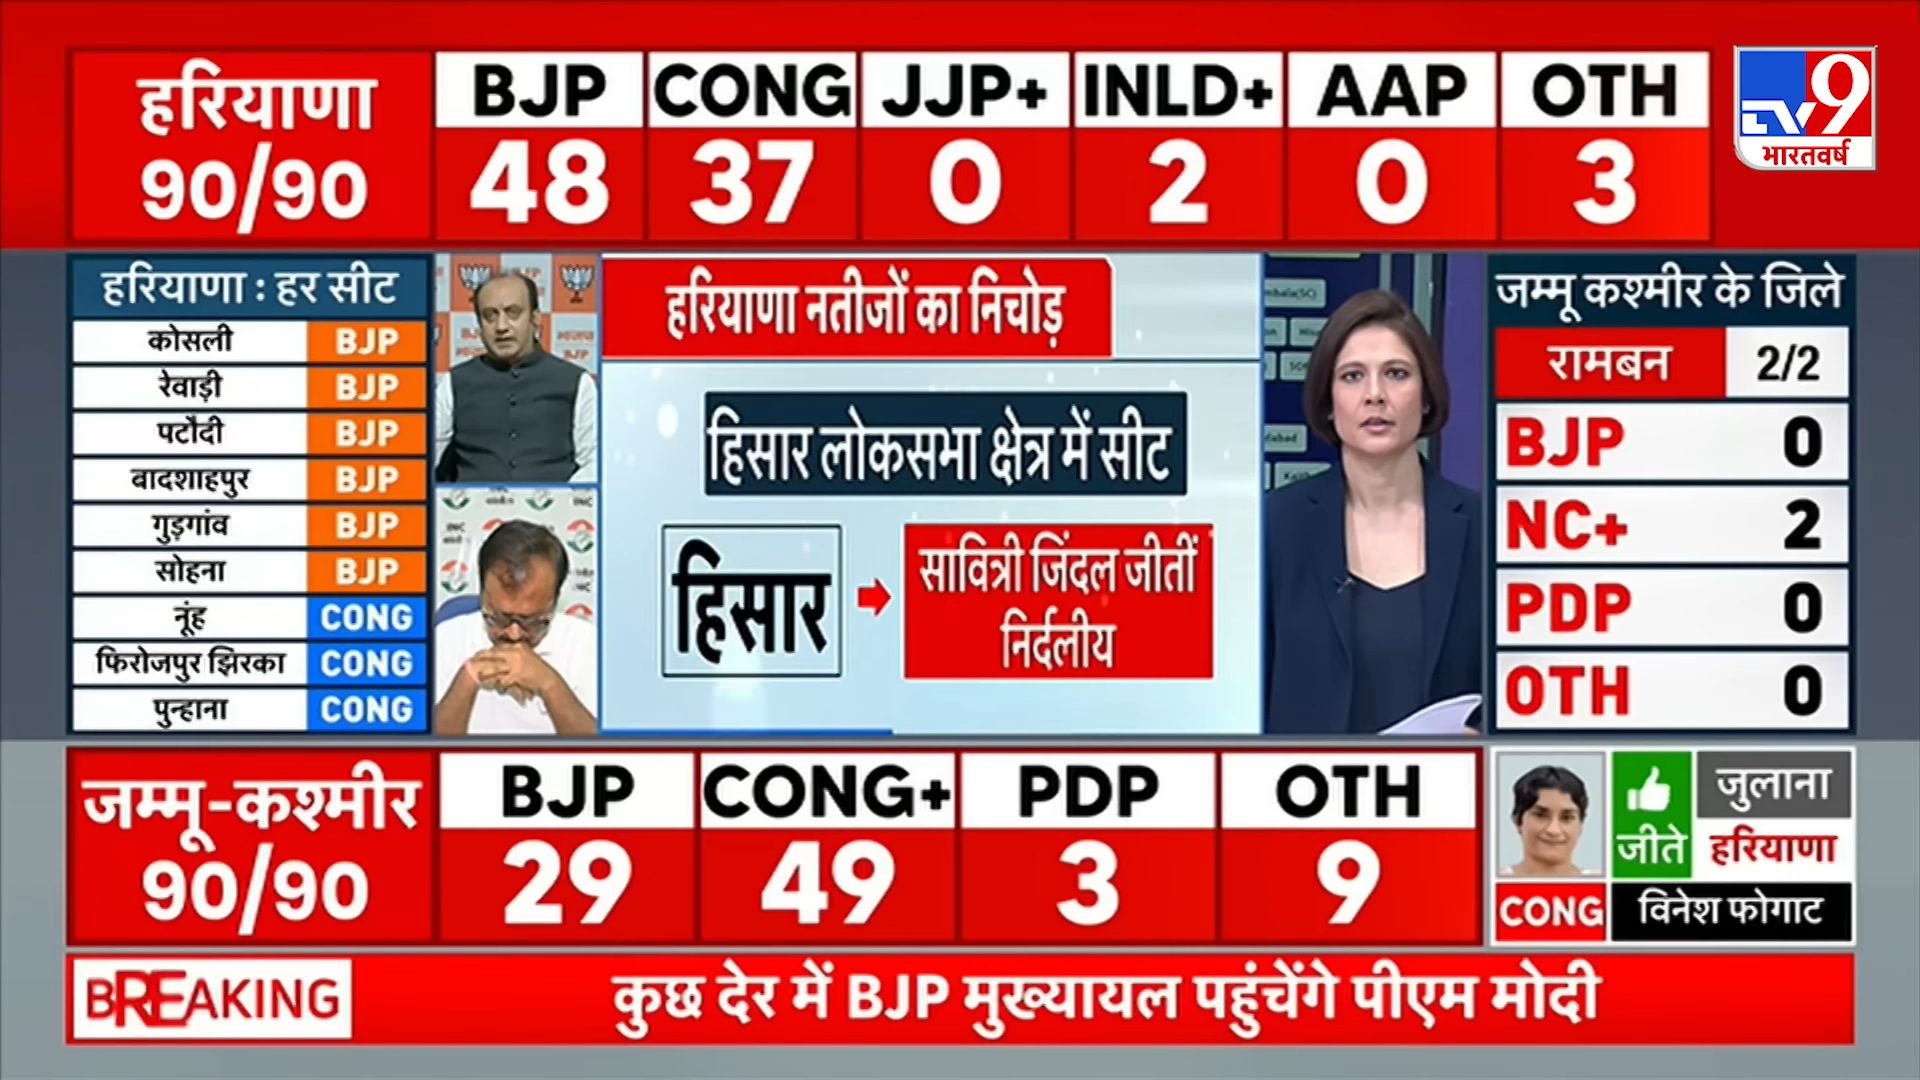 हरियाणा
90/90
BJP CONG JJP+ INLD+ AAP OTH
48 37 0 2 0 3
TV9
भारतवर्ष
हरियाणा : हर सीट
कोसली BJP
रेवाड़ी BJP
पटौदी BJP
बादशाहपुर BJP
गुड़गांव BJP
सोहना BJP
नूंह CONG
फिरोजपुर झिरका CONG
पुन्हाना CONG
हरियाणा नतीजों का निचोड़
हिसार लोकसभा क्षेत्र में सीट
हिसार
सावित्री जिंदल जीतीं
निर्दलीय
जम्मू कश्मीर के जिले
रामबन 2/2
BJP 0
NC+ 2
PDP 0
OTH 0
जम्मू-कश्मीर
90/90
BJP CONG+ PDP OTH
29 49 3 9
जीते
जुलाना
हरियाणा
CONG
विनेश फोगाट
BREAKING
कुछ देर में BJP मुख्यायल पहुंचेंगे पीएम मोदी